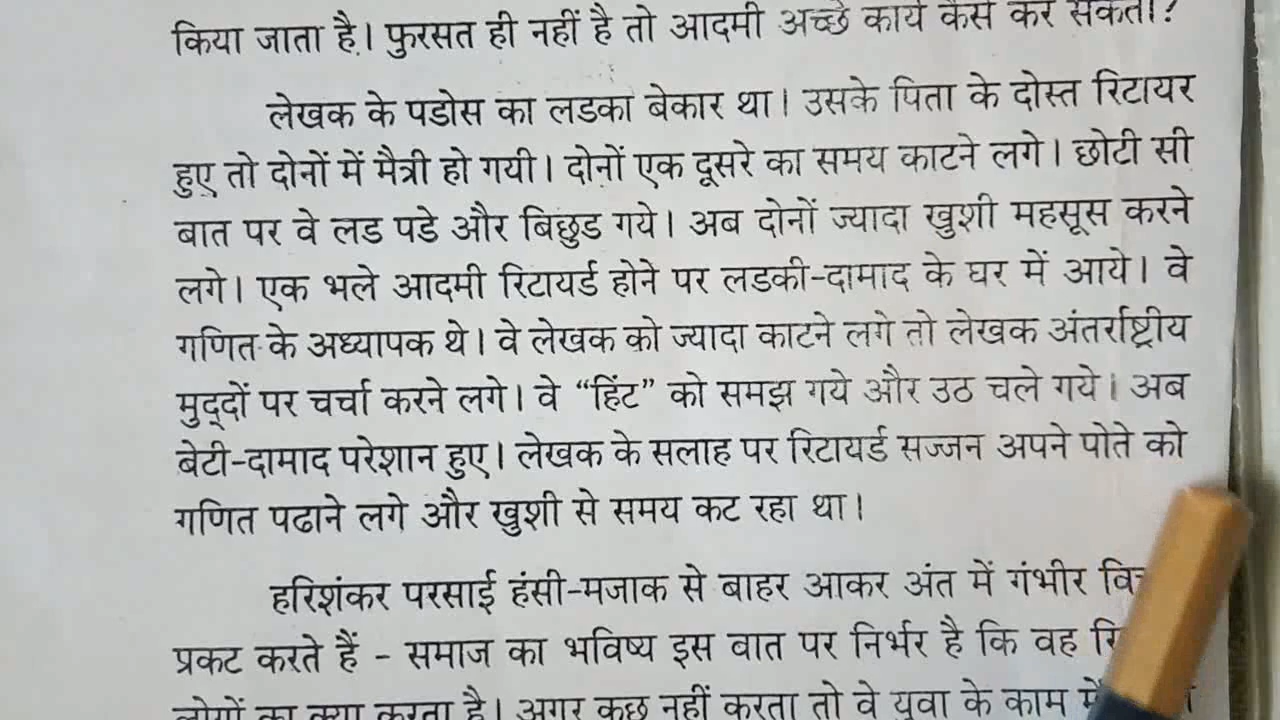 किया जाता है। फुरसत ही नहीं है तो आदमी अच्छे कार्य कैसे कर सकता?
लेखक के पडोस का लडका बेकार था। उसके पिता के दोस्त रिटायर
हुए तो दोनों में मैत्री हो गयी। दोनों एक दूसरे का समय काटने लगे। छोटी सी
बात पर वे लड पडे और बिछुड गये। अब दोनों ज्यादा खुशी महसूस करने
लगे। एक भले आदमी रिटायर्ड होने पर लडकी-दामाद के घर में आये। वे
गणित के अध्यापक थे। वे लेखक को ज्यादा काटने लगे तो लेखक अंतर्राष्ट्रीय
मुद्दों पर चर्चा करने लगे। वे “हिंट” को समझ गये और उठ चले गये। अब
बेटी-दामाद परेशान हुए। लेखक के सलाह पर रिटायर्ड सज्जन अपने पोते को
गणित पढाने लगे और खुशी से समय कट रहा था।
हरिशंकर परसाई हंसी-मजाक से बाहर आकर अंत में गंभीर
प्रकट करते हैं - समाज का भविष्य इस बात पर निर्भर है कि वह
लोगों का क्या करता है। अगर कुछ नहीं करता तो वे युवा के काम में